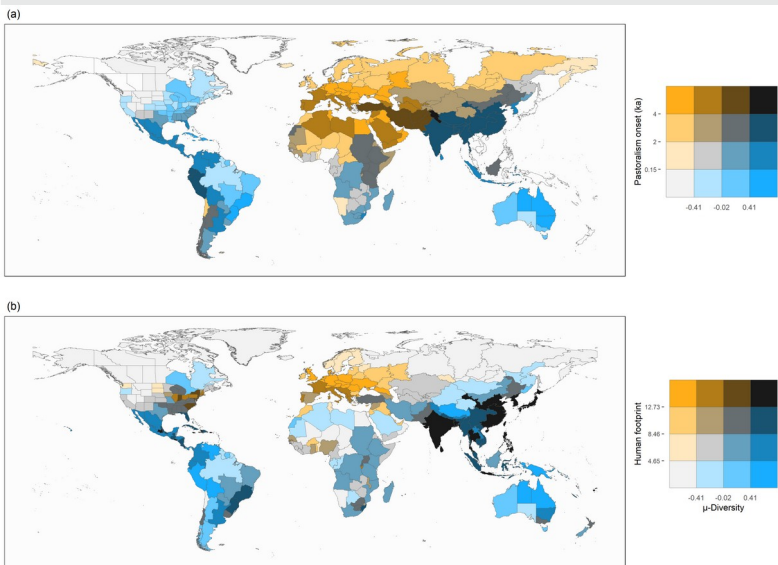 (a)
Pastoralism onset (ka)
4
2
0.15
-0.41
-0.02
0.41
(b)
Human footprint
12.73
8.46
4.65
-0.41
-0.02
0.41
μ-Diversity